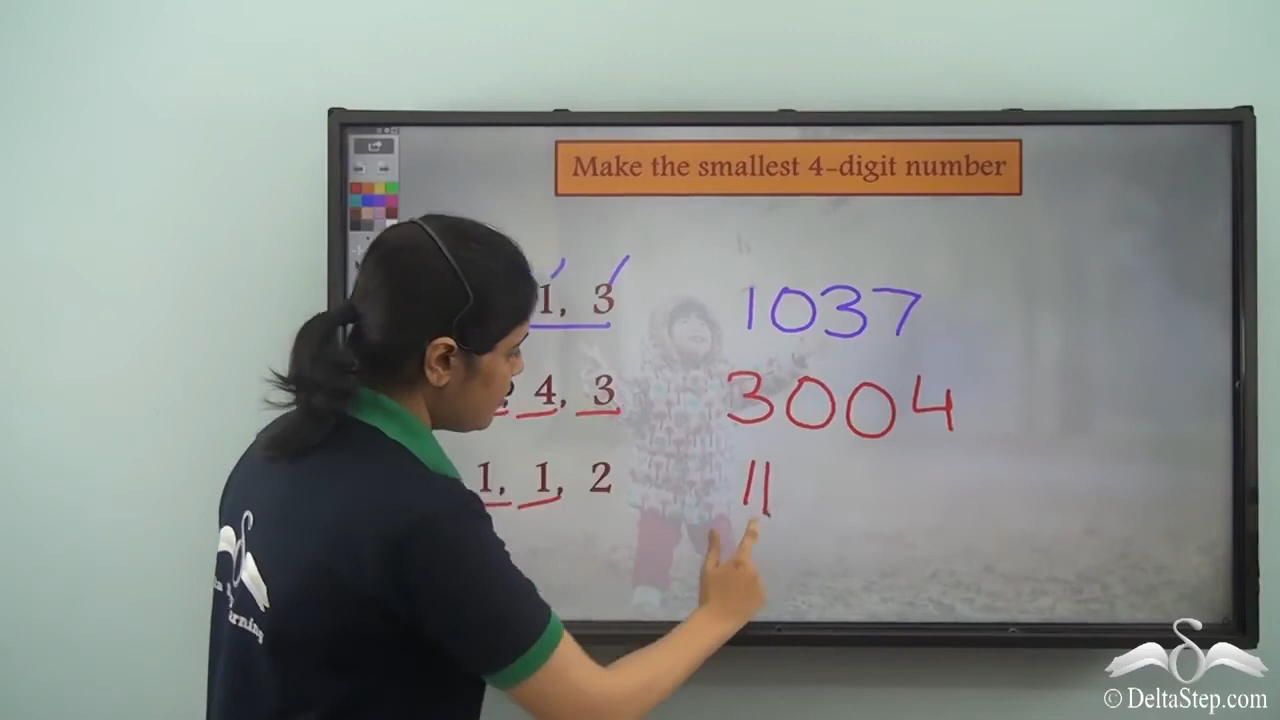 Make the smallest 4-digit number
1, 3 1037
4, 3 3004
1, 1, 2 11
© DeltaStep.com